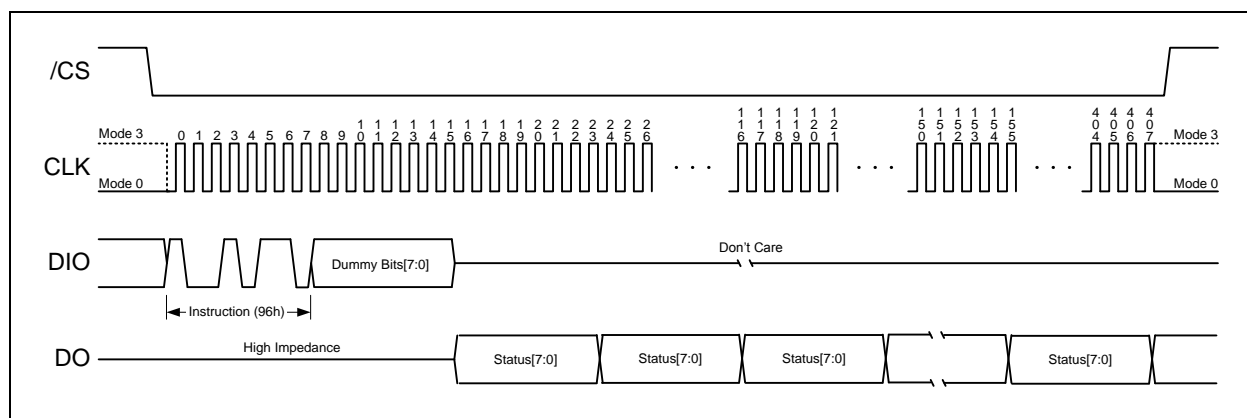 /CS
Mode 3
0 1 2 3 4 5 6 7 8 9 10 11 12 13 14 15 16 17 18 19 20 21 22 23 24 25 26 116 117 118 119 120 121 150 151 152 153 154 155 404 405 406 407
Mode 3
CLK
· · · · · · · · ·
Mode 0
Mode 0
DIO
Dummy Bits[7:0]
Don't Care
Instruction (96h)
DO
High Impedance
Status[7:0] Status[7:0] Status[7:0] Status[7:0]